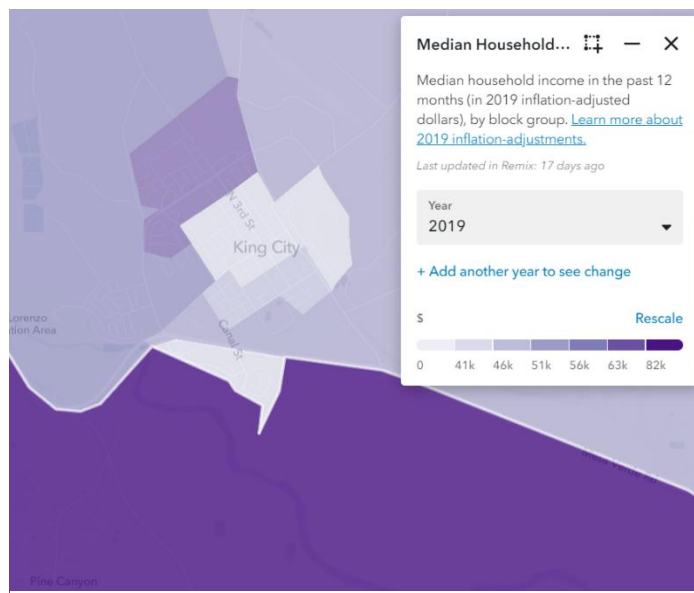 Median Household...
Median household income in the past 12
months (in 2019 inflation-adjusted
dollars), by block group. Learn more about
2019 inflation-adjustments.
Last updated in Remix: 17 days ago
Year
2019
+ Add another year to see change
$ Rescale
0 41k 46k 51k 56k 63k 82k
N 3rd St
King City
Lorenzo
tion Area
Canal St
Pine Canyon